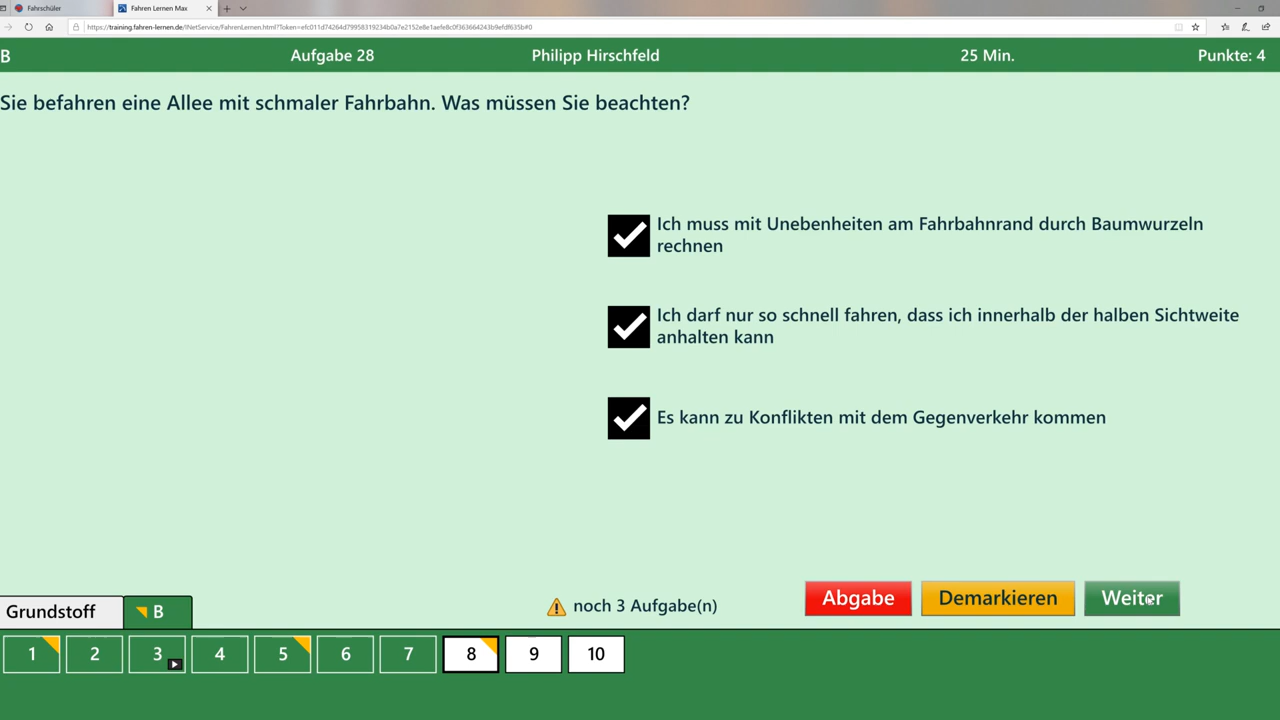 Fahrschüler
Fahren Lernen Max
B
Aufgabe 28
Philipp Hirschfeld
25 Min.
Punkte: 4
Sie befahren eine Allee mit schmaler Fahrbahn. Was müssen Sie beachten?
Ich muss mit Unebenheiten am Fahrbahnrand durch Baumwurzeln
rechnen
Ich darf nur so schnell fahren, dass ich innerhalb der halben Sichtweite
anhalten kann
Es kann zu Konflikten mit dem Gegenverkehr kommen
noch 3 Aufgabe(n)
Abgabe
Demarkieren
Weiter
Grundstoff
B
1 2 3 4 5 6 7 8 9 10